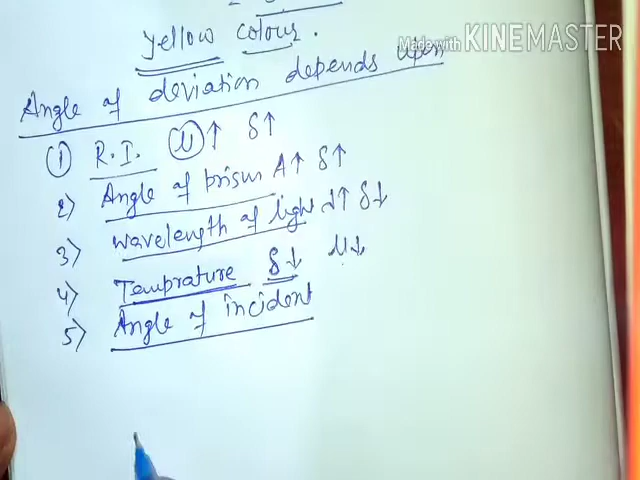 Yellow colour.
Made with KINEMASTER
Angle of deviation depends upon
① R.I. μ↑ δ↑
2) Angle of prism A↑ δ↑
3) wavelength of light λ↑ δ↓
4) Temprature δ↓ μ↓
5) Angle of incident